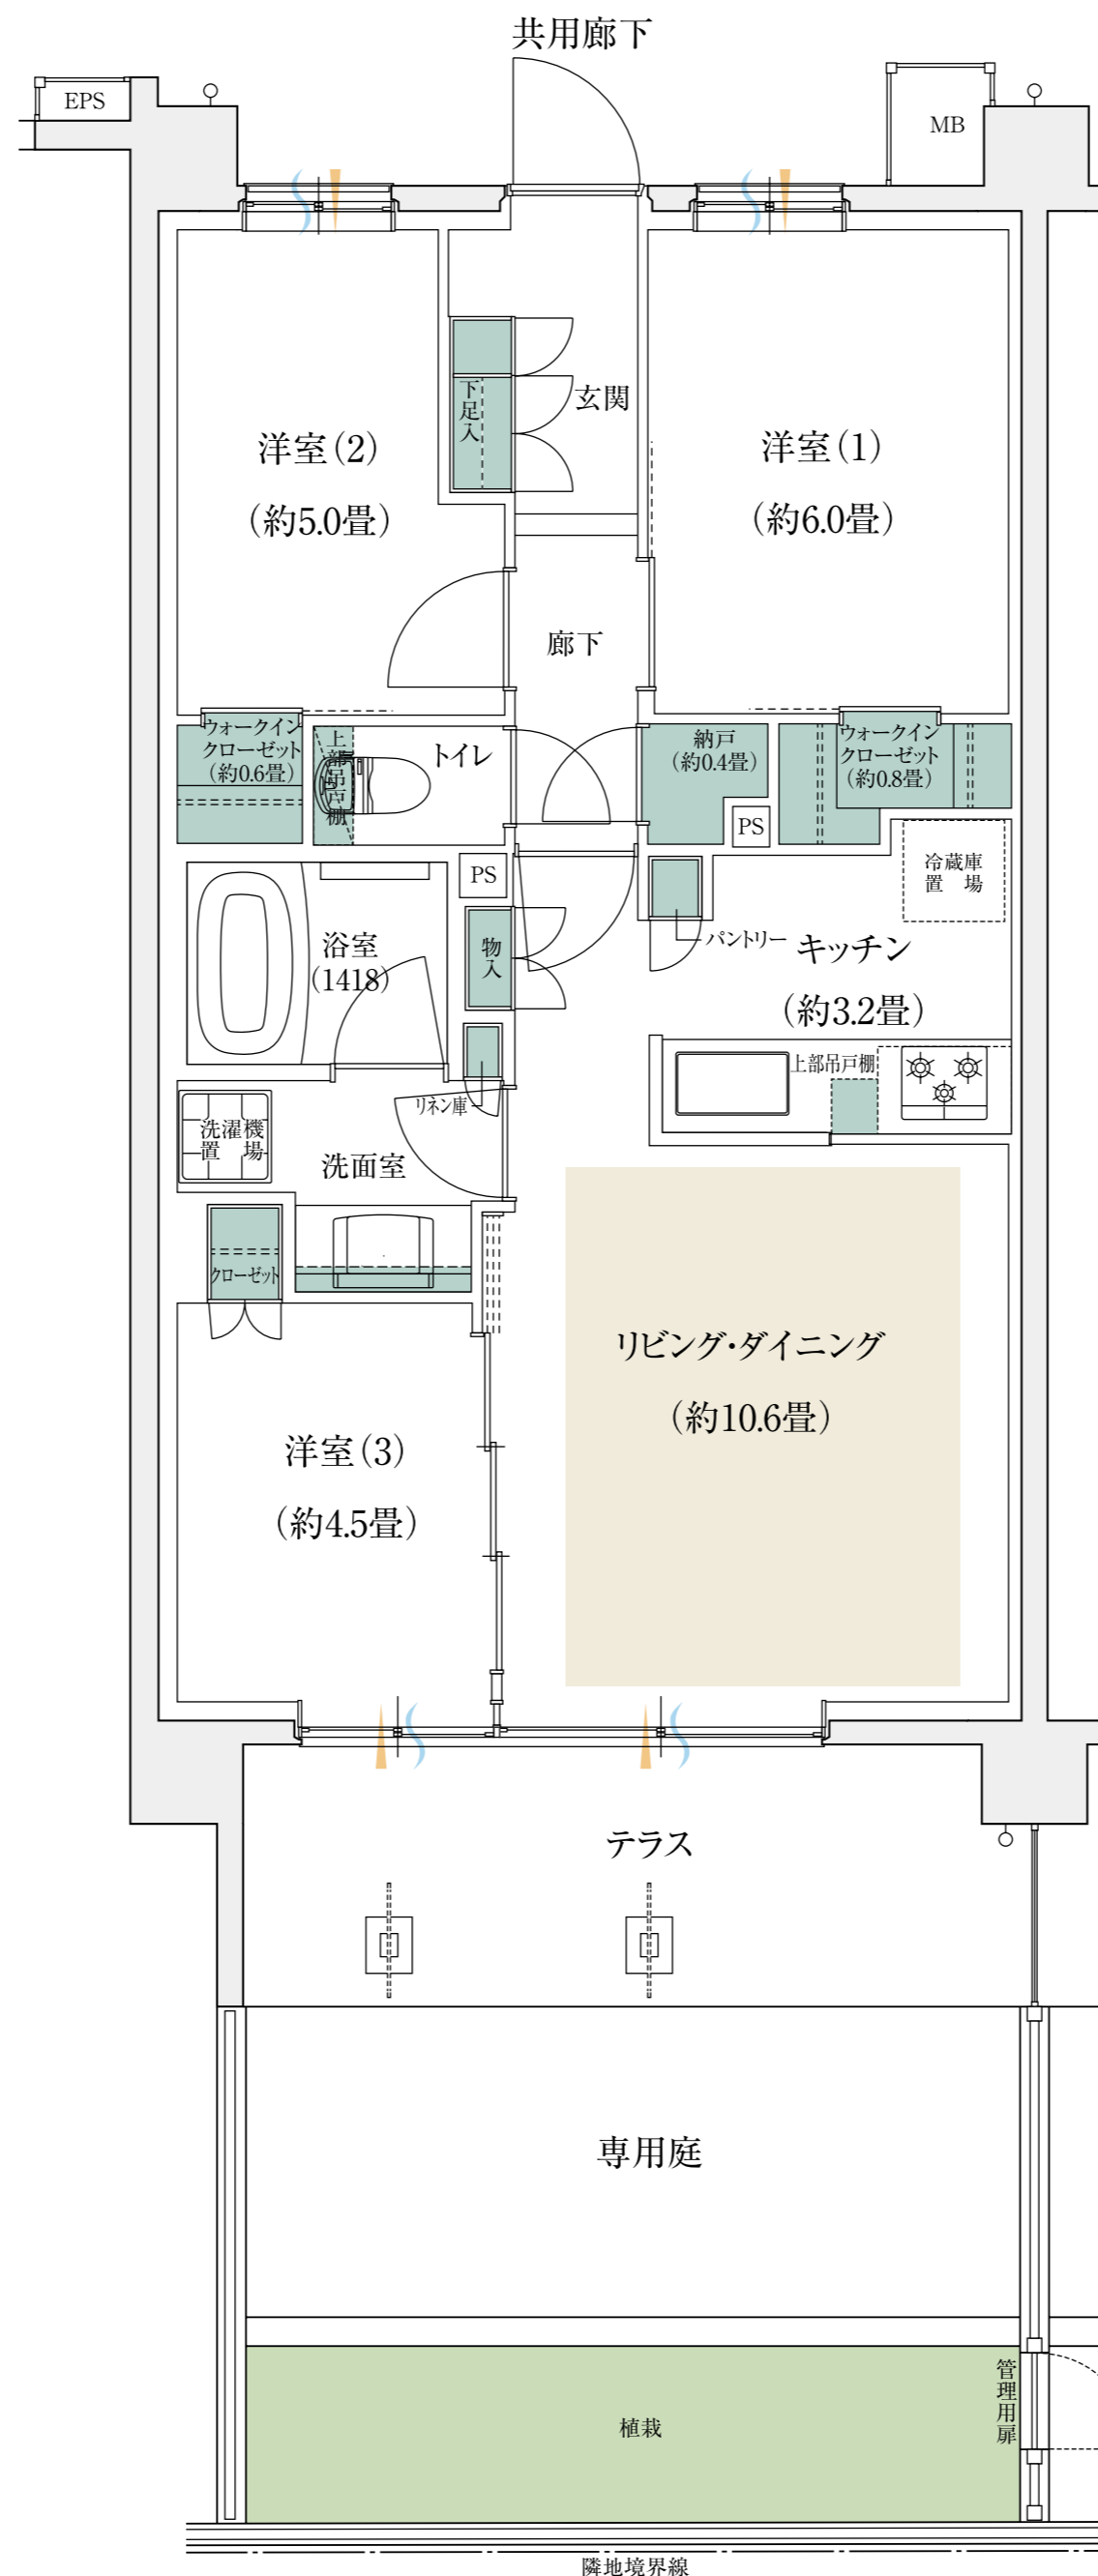 共用廊下
EPS
MB
下足入
玄関
洋室(2)
(約5.0畳)
洋室(1)
(約6.0畳)
廊下
ウォークイン
クローゼット
(約0.6畳)
上部吊戸棚
トイレ
納戸
(約0.4畳)
ウォークイン
クローゼット
(約0.8畳)
PS
PS
冷蔵庫
置場
浴室
(1418)
物入
パントリー
キッチン
(約3.2畳)
上部吊戸棚
リネン庫
洗濯機
置場
洗面室
クローゼット
リビング・ダイニング
(約10.6畳)
洋室(3)
(約4.5畳)
テラス
専用庭
管理用扉
植栽
隣地境界線